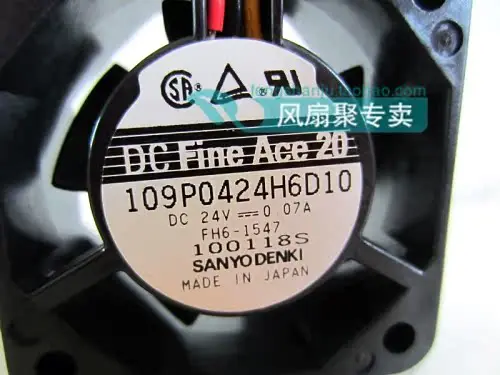 风扇聚专卖
DC Fine Ace 20
109P0424H6D10
DC 24V ⎓ 0.07A
FH6-1547
100118S
SANYO DENKI
MADE IN JAPAN